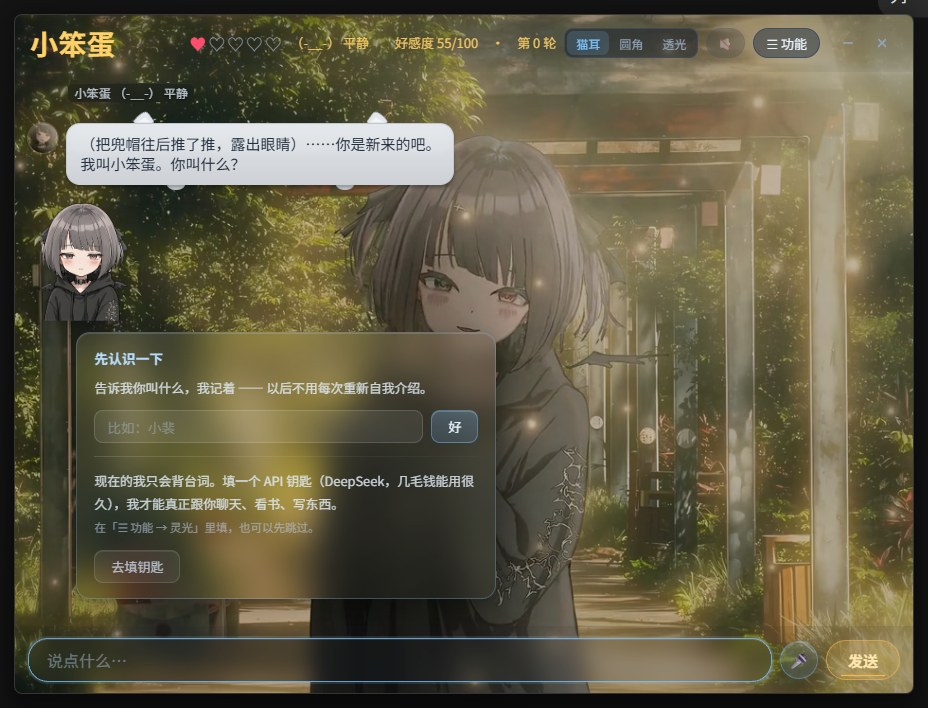 小笨蛋
(-__-) 平静
好感度 55/100 · 第 0 轮
猫耳 圆角 透光
☰ 功能
小笨蛋 (-__-) 平静
（把兜帽往后推了推，露出眼睛）……你是新来的吧。
我叫小笨蛋。你叫什么？
先认识一下
告诉我你叫什么，我记着 —— 以后不用每次重新自我介绍。
比如：小裴
好
现在的我只会背台词。填一个 API 钥匙（DeepSeek，几毛钱能用很
久），我才能真正跟你聊天、看书、写东西。
在「☰ 功能 → 灵光」里填，也可以先跳过。
去填钥匙
说点什么…
发送